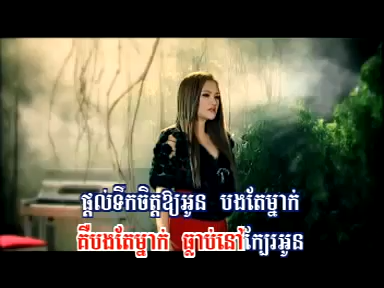 ផ្ដល់ទឹកចិត្តឱ្យអូន បងតែម្នាក់
គឺបងតែម្នាក់ ធ្លាប់នៅក្បែរអូន